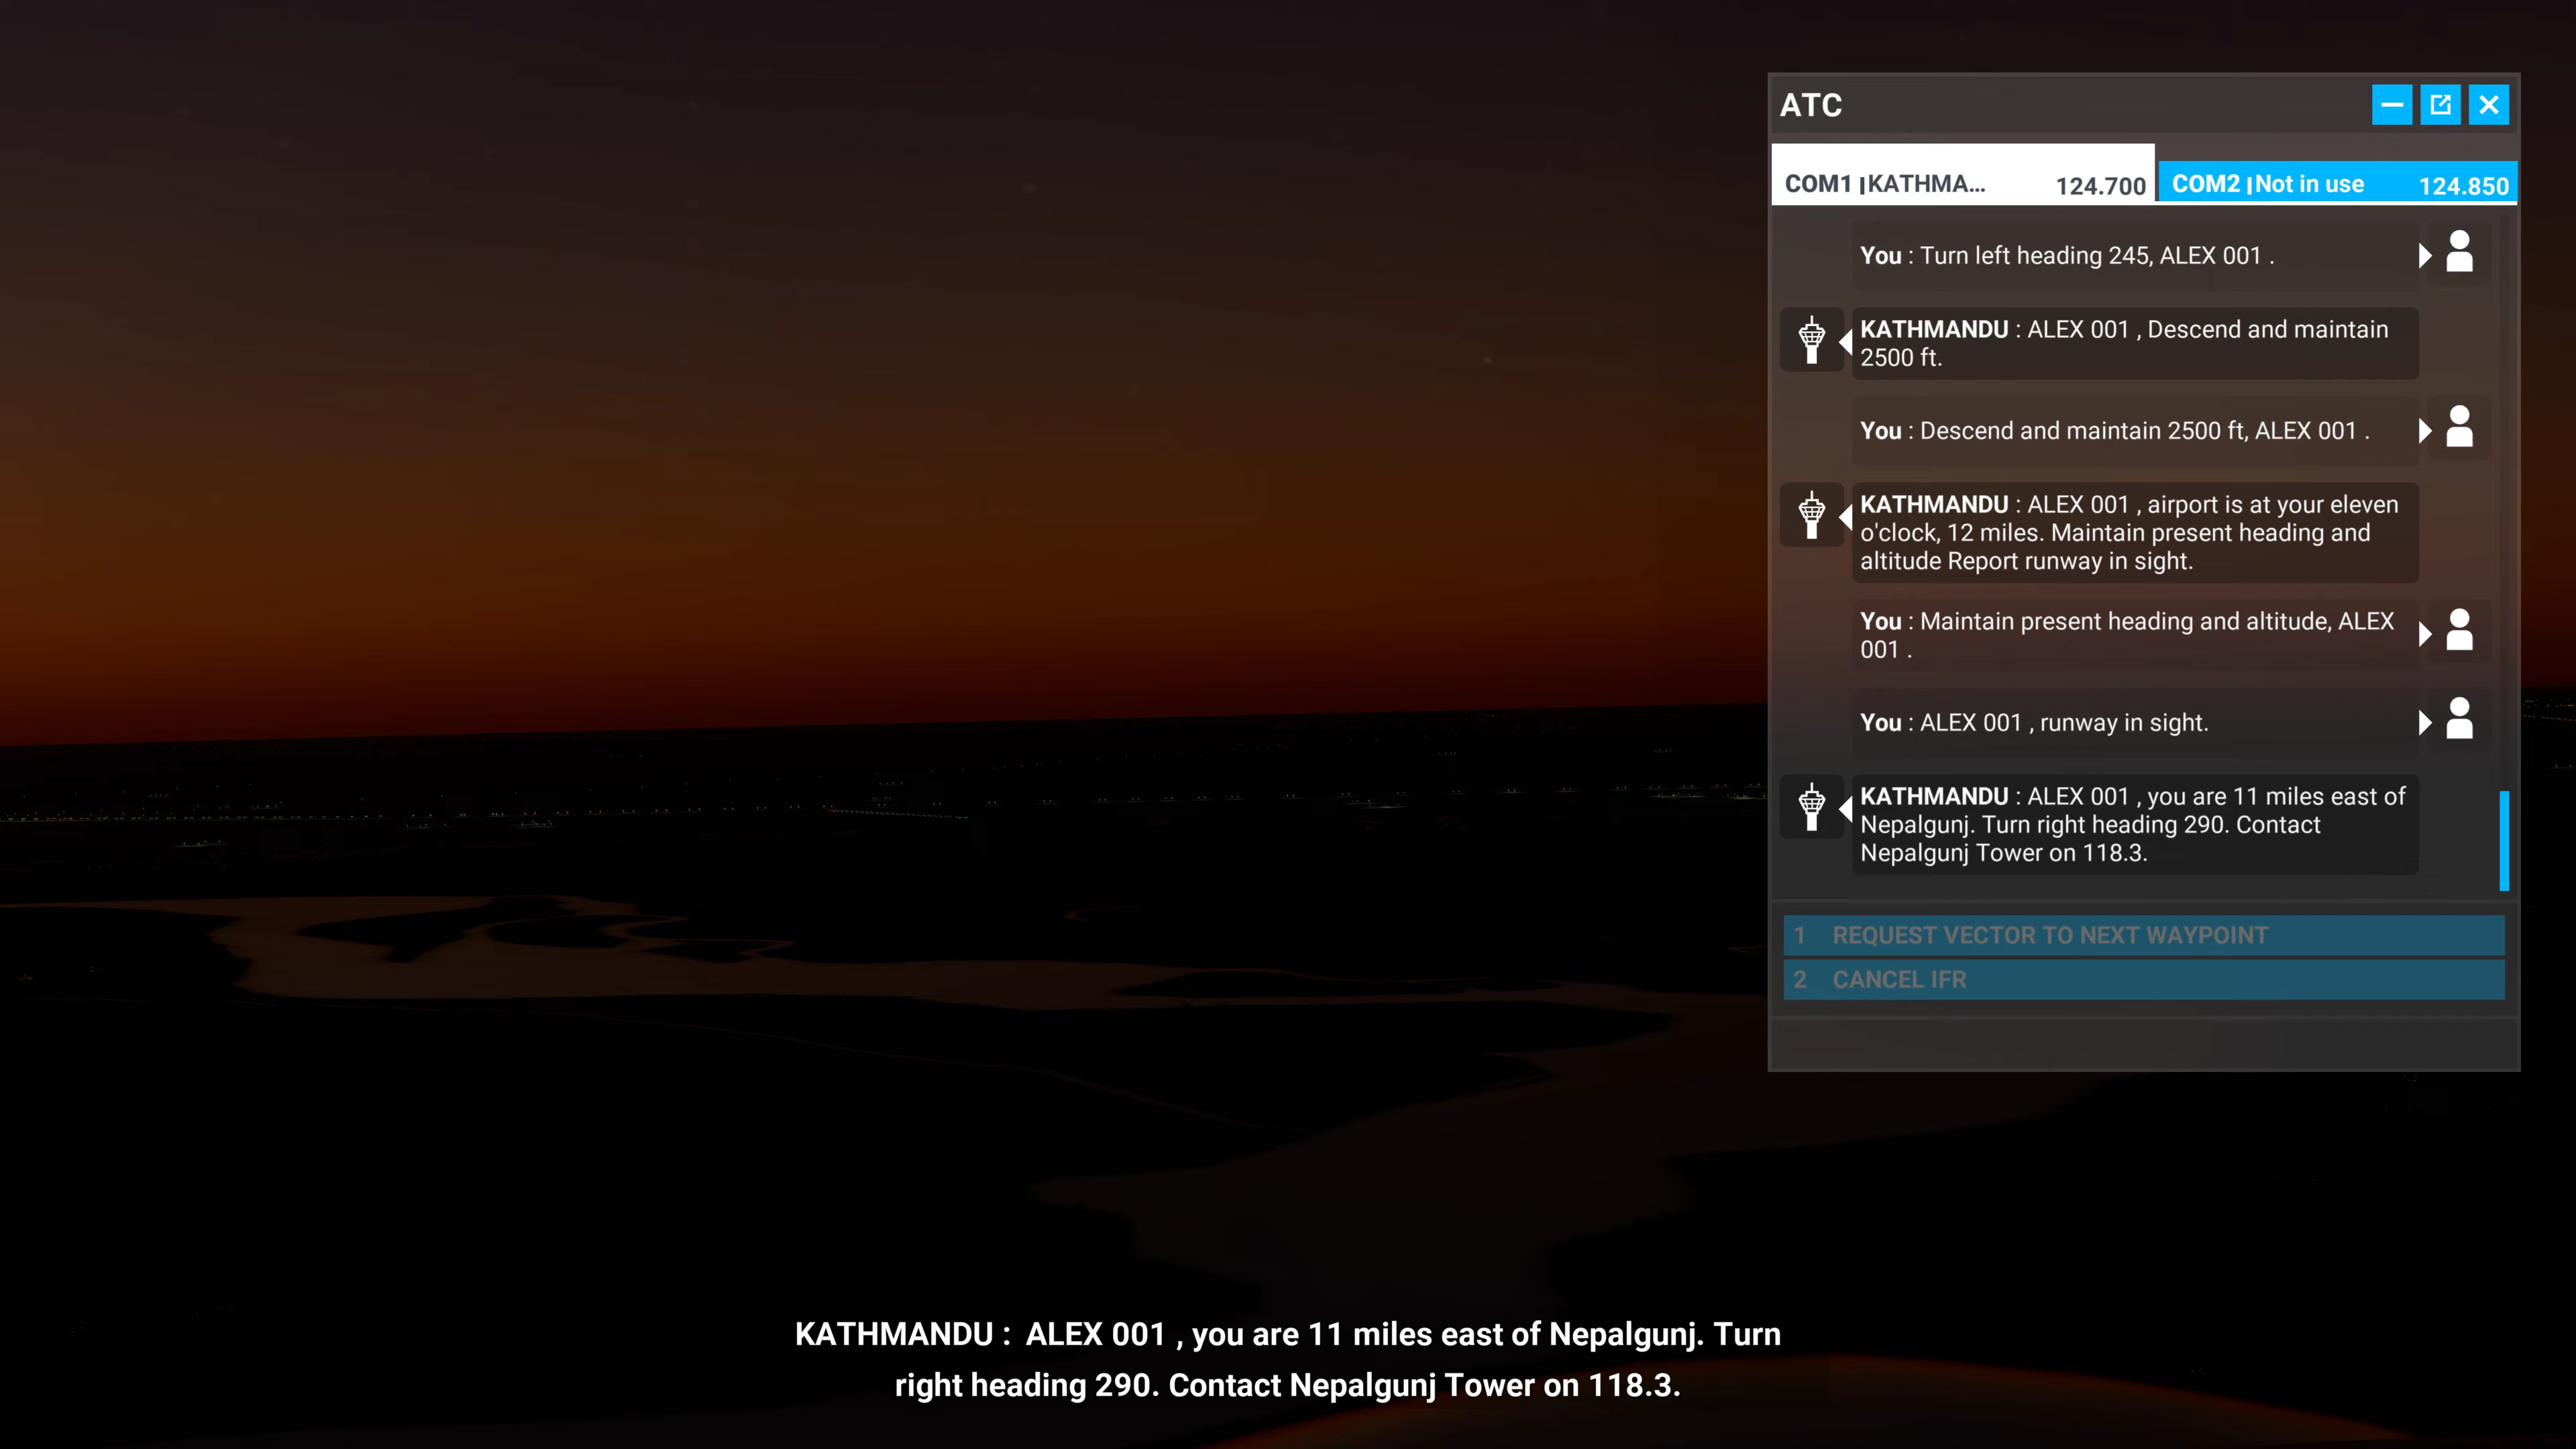 ATC
COM1 |KATHMA... 124.700
COM2 |Not in use 124.850
You : Turn left heading 245, ALEX 001 .
KATHMANDU : ALEX 001 , Descend and maintain
2500 ft.
You : Descend and maintain 2500 ft, ALEX 001 .
KATHMANDU : ALEX 001 , airport is at your eleven
o'clock, 12 miles. Maintain present heading and
altitude Report runway in sight.
You : Maintain present heading and altitude, ALEX
001 .
You : ALEX 001 , runway in sight.
KATHMANDU : ALEX 001 , you are 11 miles east of
Nepalgunj. Turn right heading 290. Contact
Nepalgunj Tower on 118.3.
1 REQUEST VECTOR TO NEXT WAYPOINT
2 CANCEL IFR
KATHMANDU : ALEX 001 , you are 11 miles east of Nepalgunj. Turn
right heading 290. Contact Nepalgunj Tower on 118.3.